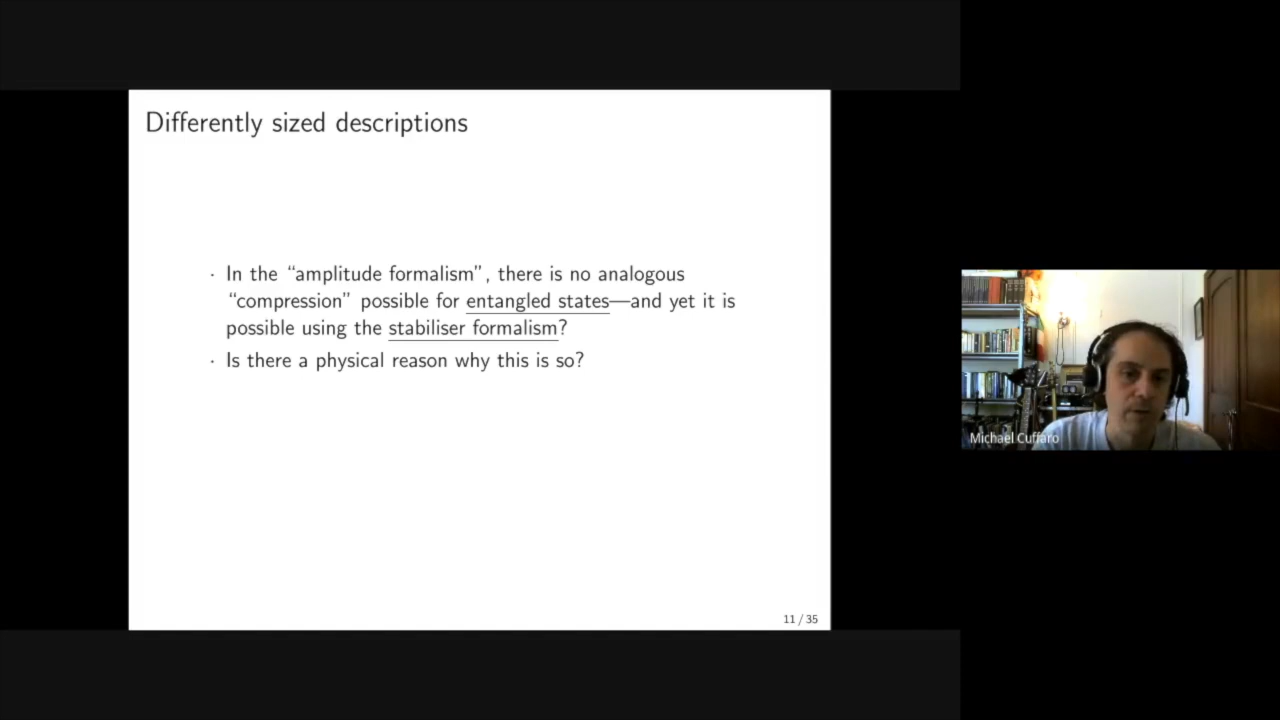 Differently sized descriptions
· In the “amplitude formalism”, there is no analogous
“compression” possible for entangled states—and yet it is
possible using the stabiliser formalism?
· Is there a physical reason why this is so?
11 / 35
Michael Cuffaro